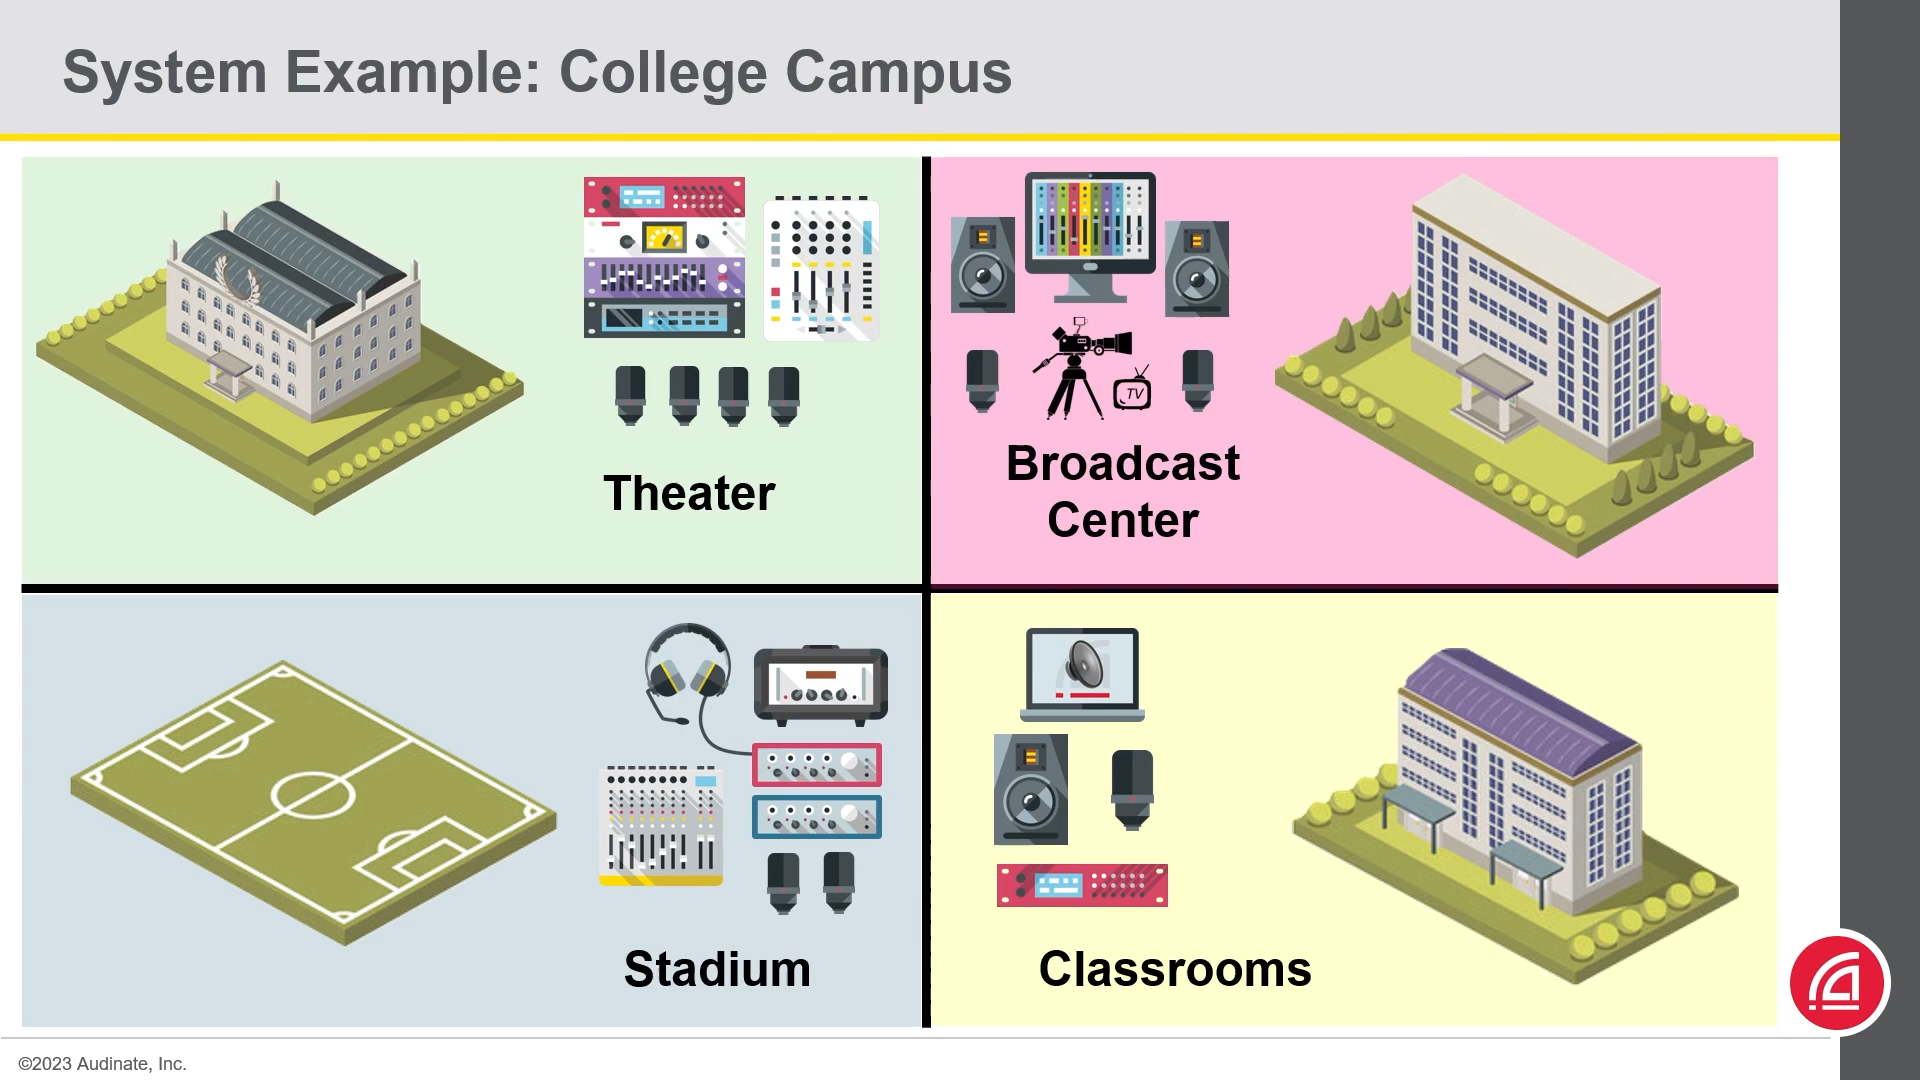 System Example: College Campus
TV
Theater
Broadcast
Center
Stadium
Classrooms
©2023 Audinate, Inc.